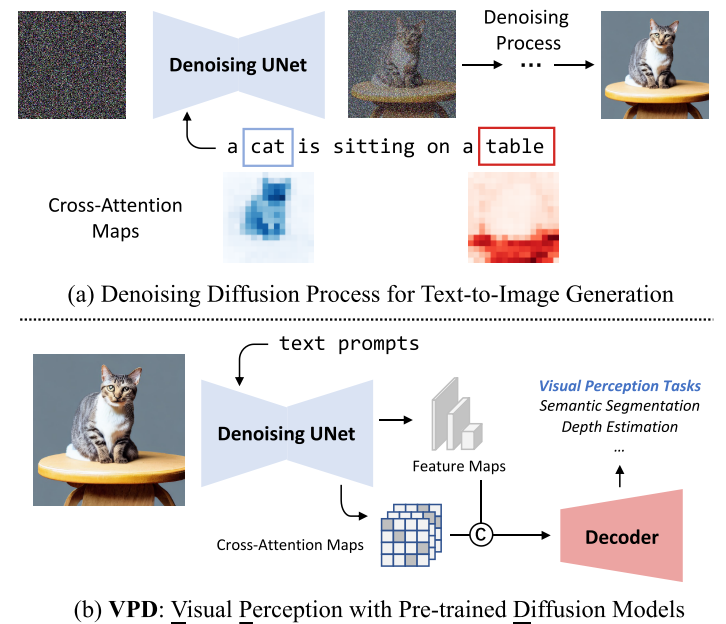 Denoising UNet
Denoising
Process
...
a cat is sitting on a table
Cross-Attention
Maps
(a) Denoising Diffusion Process for Text-to-Image Generation
text prompts
Denoising UNet
Feature Maps
Cross-Attention Maps
C
Visual Perception Tasks
Semantic Segmentation
Depth Estimation
...
Decoder
(b) VPD: Visual Perception with Pre-trained Diffusion Models